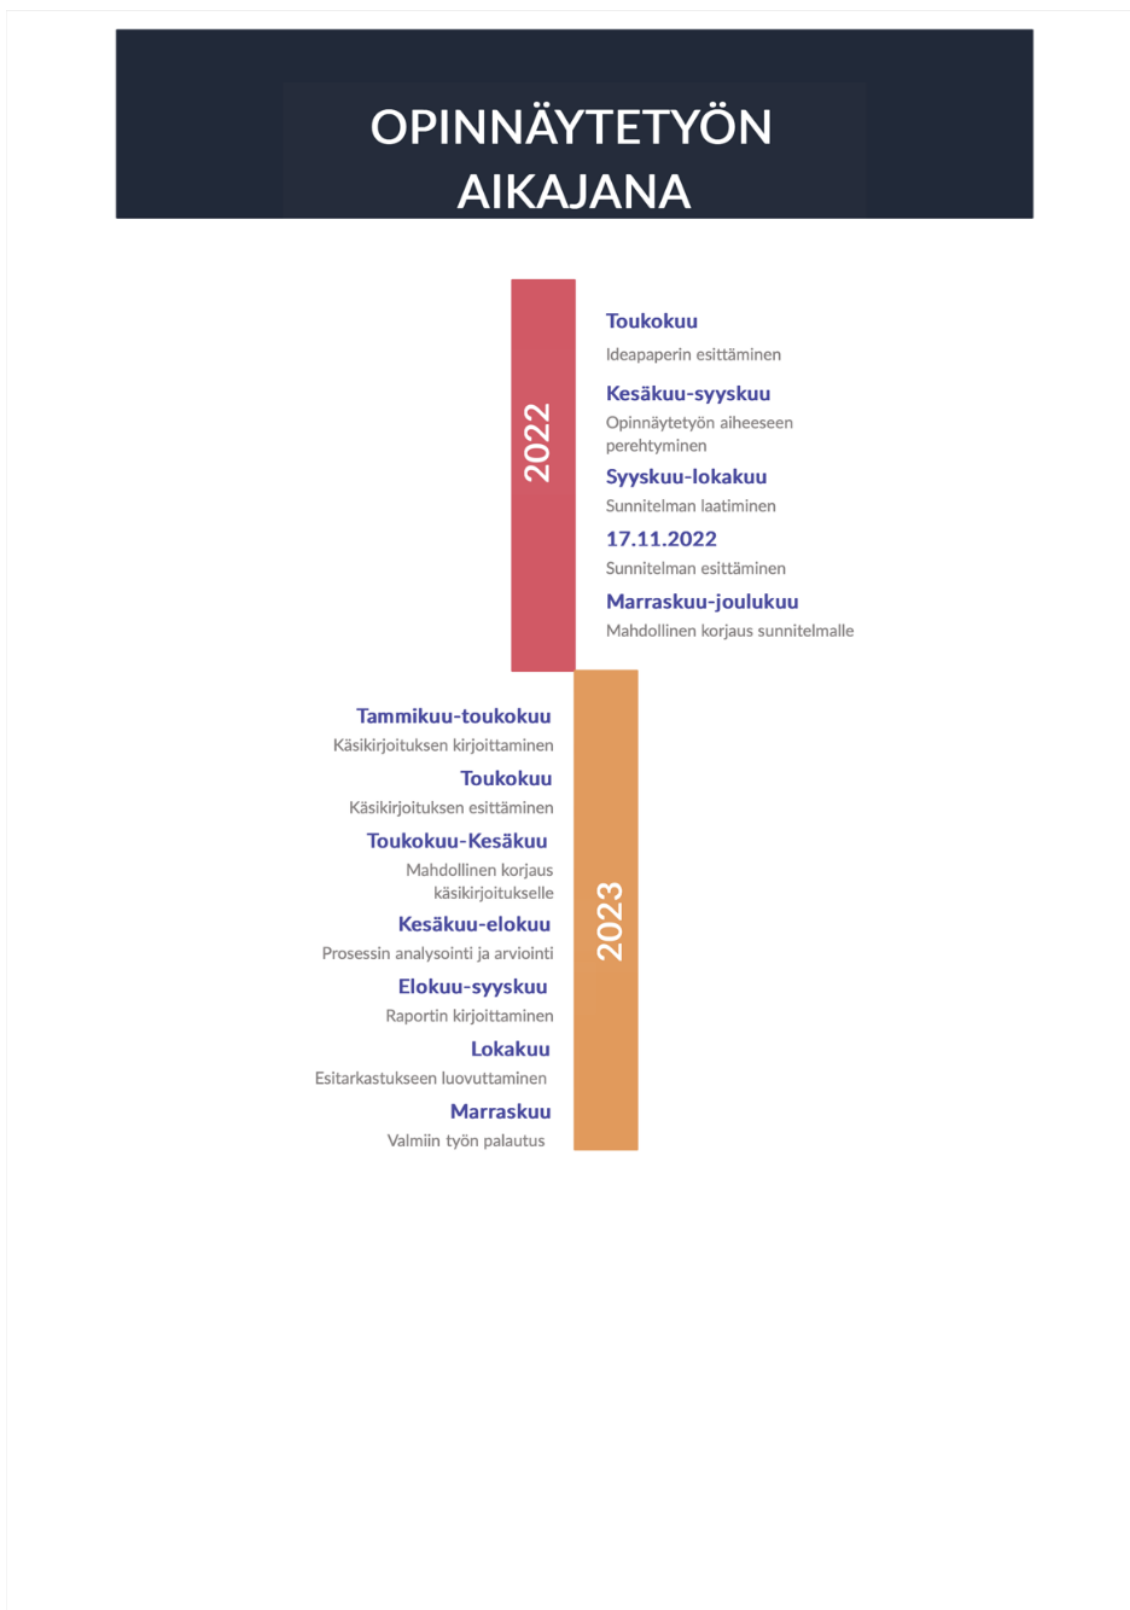 OPINNÄYTETYÖN
AIKAJANA
2022
Toukokuu
Ideapaperin esittäminen
Kesäkuu-syyskuu
Opinnäytetyön aiheeseen
perehtyminen
Syyskuu-lokakuu
Sunnitelman laatiminen
17.11.2022
Sunnitelman esittäminen
Marraskuu-joulukuu
Mahdollinen korjaus sunnitelmalle
2023
Tammikuu-toukokuu
Käsikirjoituksen kirjoittaminen
Toukokuu
Käsikirjoituksen esittäminen
Toukokuu-Kesäkuu
Mahdollinen korjaus
käsikirjoitukselle
Kesäkuu-elokuu
Prosessin analysointi ja arviointi
Elokuu-syyskuu
Raportin kirjoittaminen
Lokakuu
Esitarkastukseen luovuttaminen
Marraskuu
Valmiin työn palautus